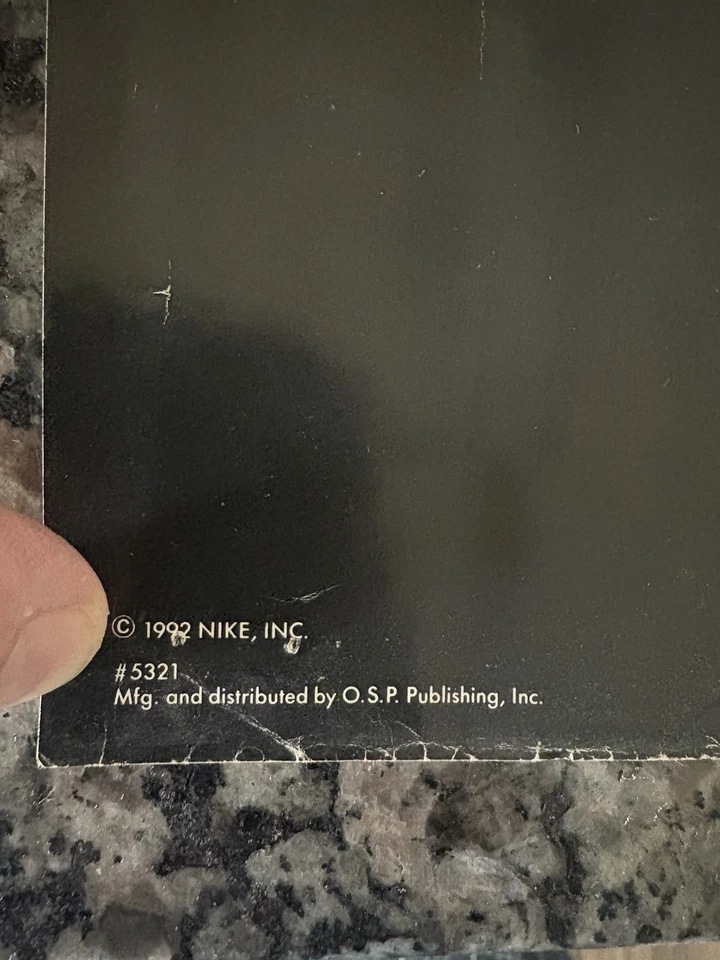 © 1992 NIKE, INC.
#5321
Mfg. and distributed by O.S.P. Publishing, Inc.